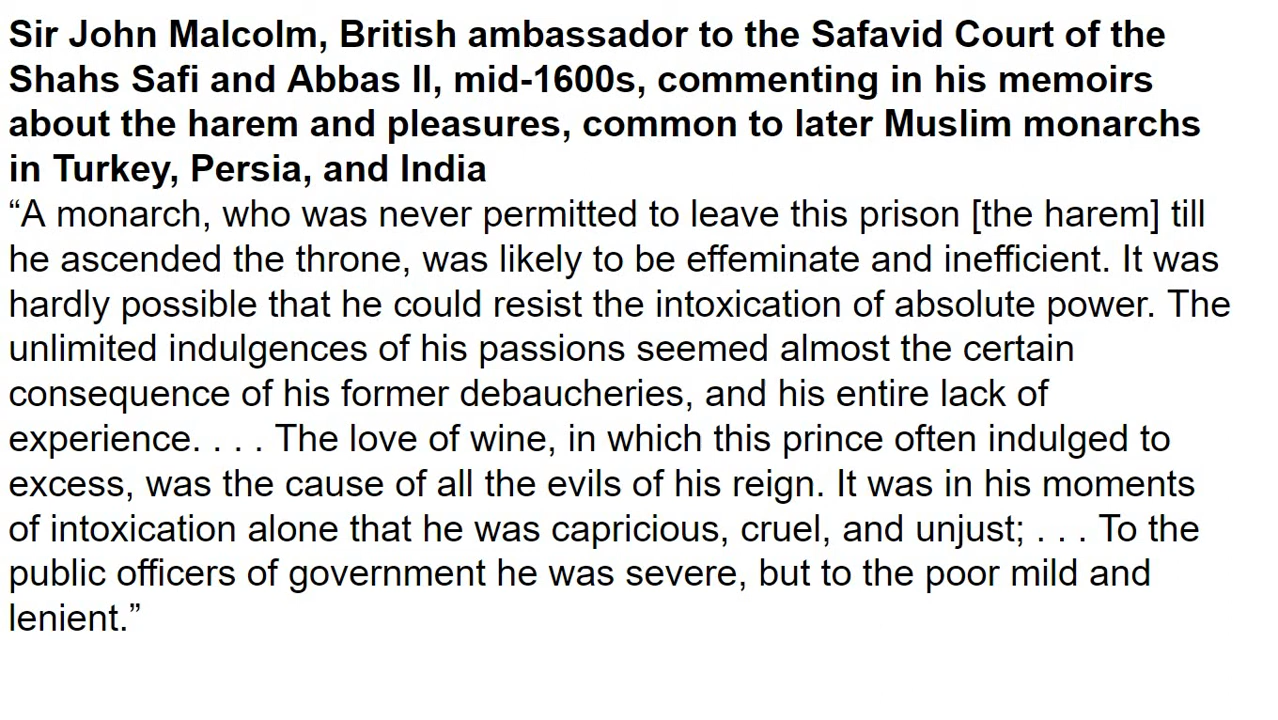 Sir John Malcolm, British ambassador to the Safavid Court of the
Shahs Safi and Abbas II, mid-1600s, commenting in his memoirs
about the harem and pleasures, common to later Muslim monarchs
in Turkey, Persia, and India
“A monarch, who was never permitted to leave this prison [the harem] till
he ascended the throne, was likely to be effeminate and inefficient. It was
hardly possible that he could resist the intoxication of absolute power. The
unlimited indulgences of his passions seemed almost the certain
consequence of his former debaucheries, and his entire lack of
experience. . . . The love of wine, in which this prince often indulged to
excess, was the cause of all the evils of his reign. It was in his moments
of intoxication alone that he was capricious, cruel, and unjust; . . . To the
public officers of government he was severe, but to the poor mild and
lenient.”